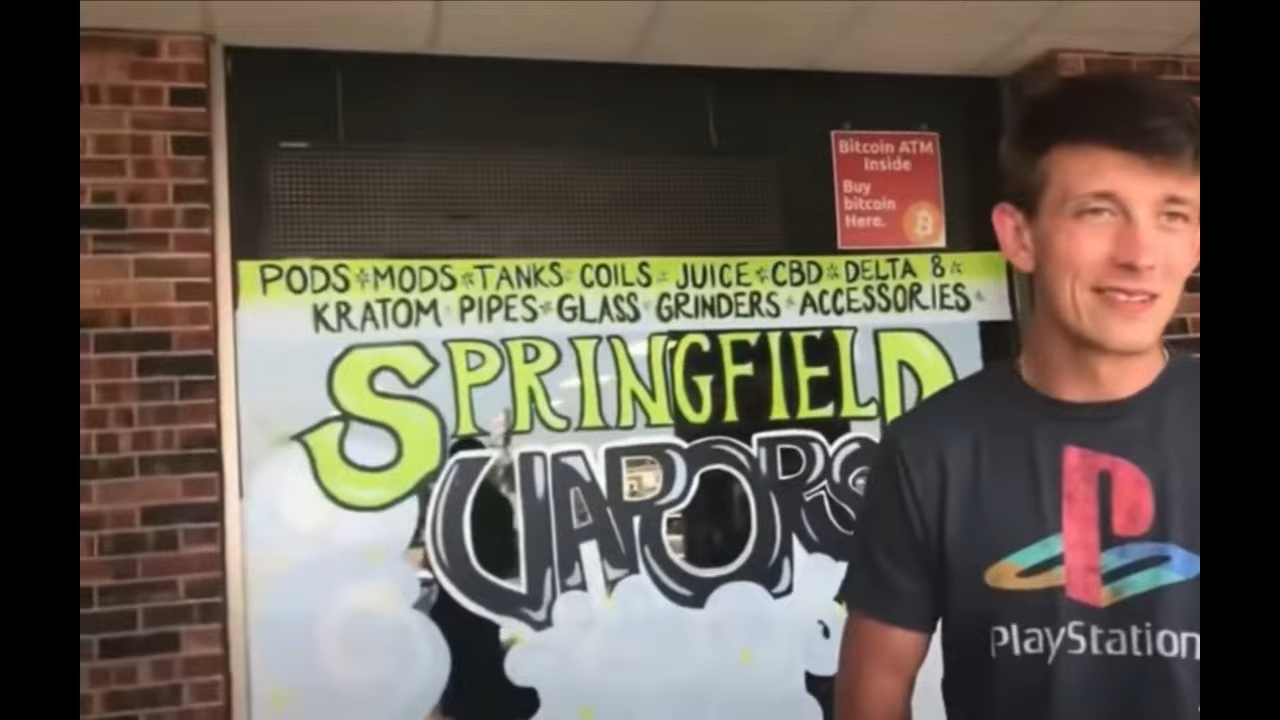 Bitcoin ATM
Inside
Buy
bitcoin
Here.
PODS*MODS*TANKS*COILS*JUICE*CBD*DELTA 8*
KRATOM*PIPES*GLASS*GRINDERS*ACCESSORIES*
SPRINGFIELD
VAPORS
PlayStation